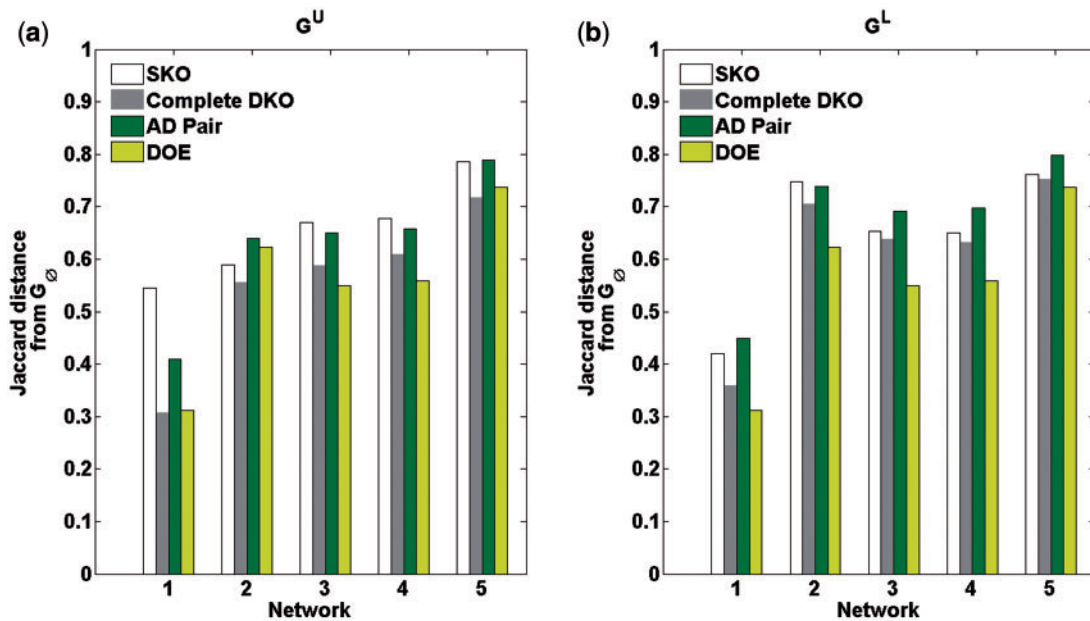 (a)
G^U
1
0.9
0.8
0.7
0.6
0.5
0.4
0.3
0.2
0.1
0
Jaccard distance
from G_∅
SKO
Complete DKO
AD Pair
DOE
1 2 3 4 5
Network
(b)
G^L
1
0.9
0.8
0.7
0.6
0.5
0.4
0.3
0.2
0.1
0
Jaccard distance
from G_∅
SKO
Complete DKO
AD Pair
DOE
1 2 3 4 5
Network